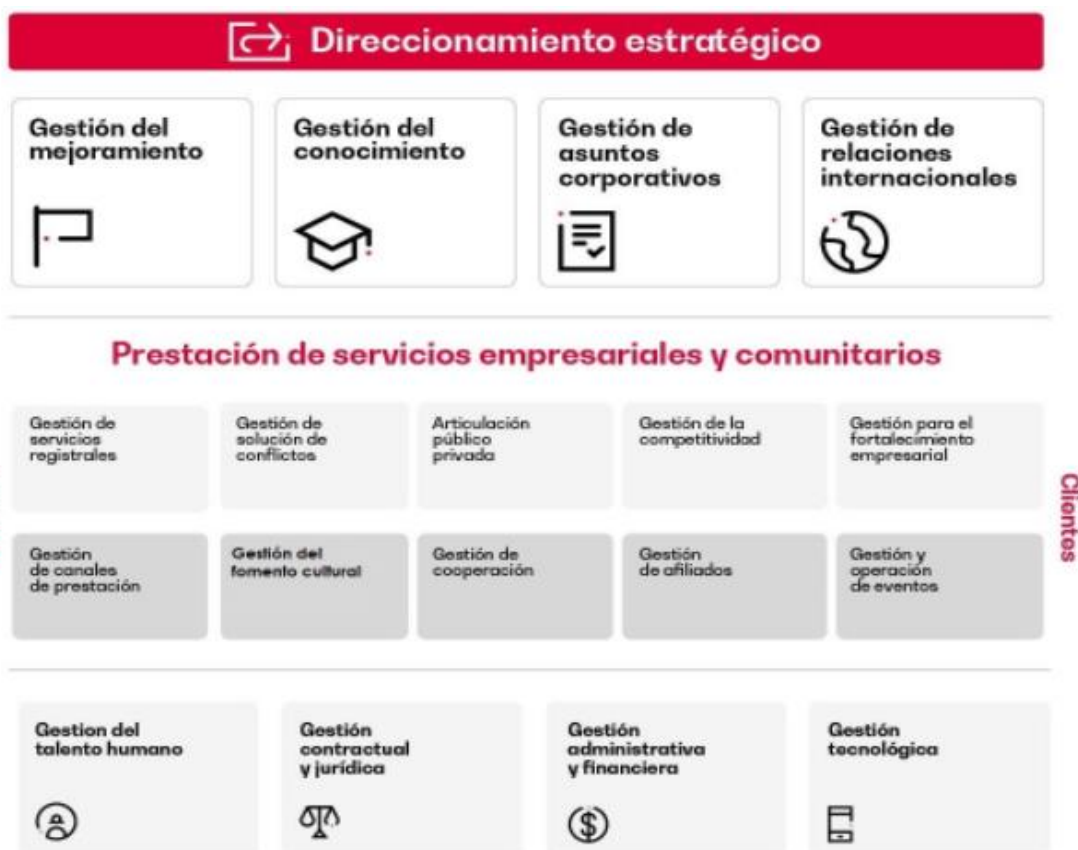 Direccionamiento estratégico
Gestión del
mejoramiento
Gestión del
conocimiento
Gestión de
asuntos
corporativos
Gestión de
relaciones
internacionales
Prestación de servicios empresariales y comunitarios
Gestión de
servicios
registrales
Gestión de
solución de
conflictos
Articulación
público
privada
Gestión de la
competitividad
Gestión para el
fortalecimiento
empresarial
Gestión
de canales
de prestación
Gestión del
fomento cultural
Gestión de
cooperación
Gestión
de afiliados
Gestión y
operación
de eventos
Clientes
Gestion del
talento humano
Gestión
contractual
y jurídica
Gestión
administrativa
y financiera
Gestión
tecnológica